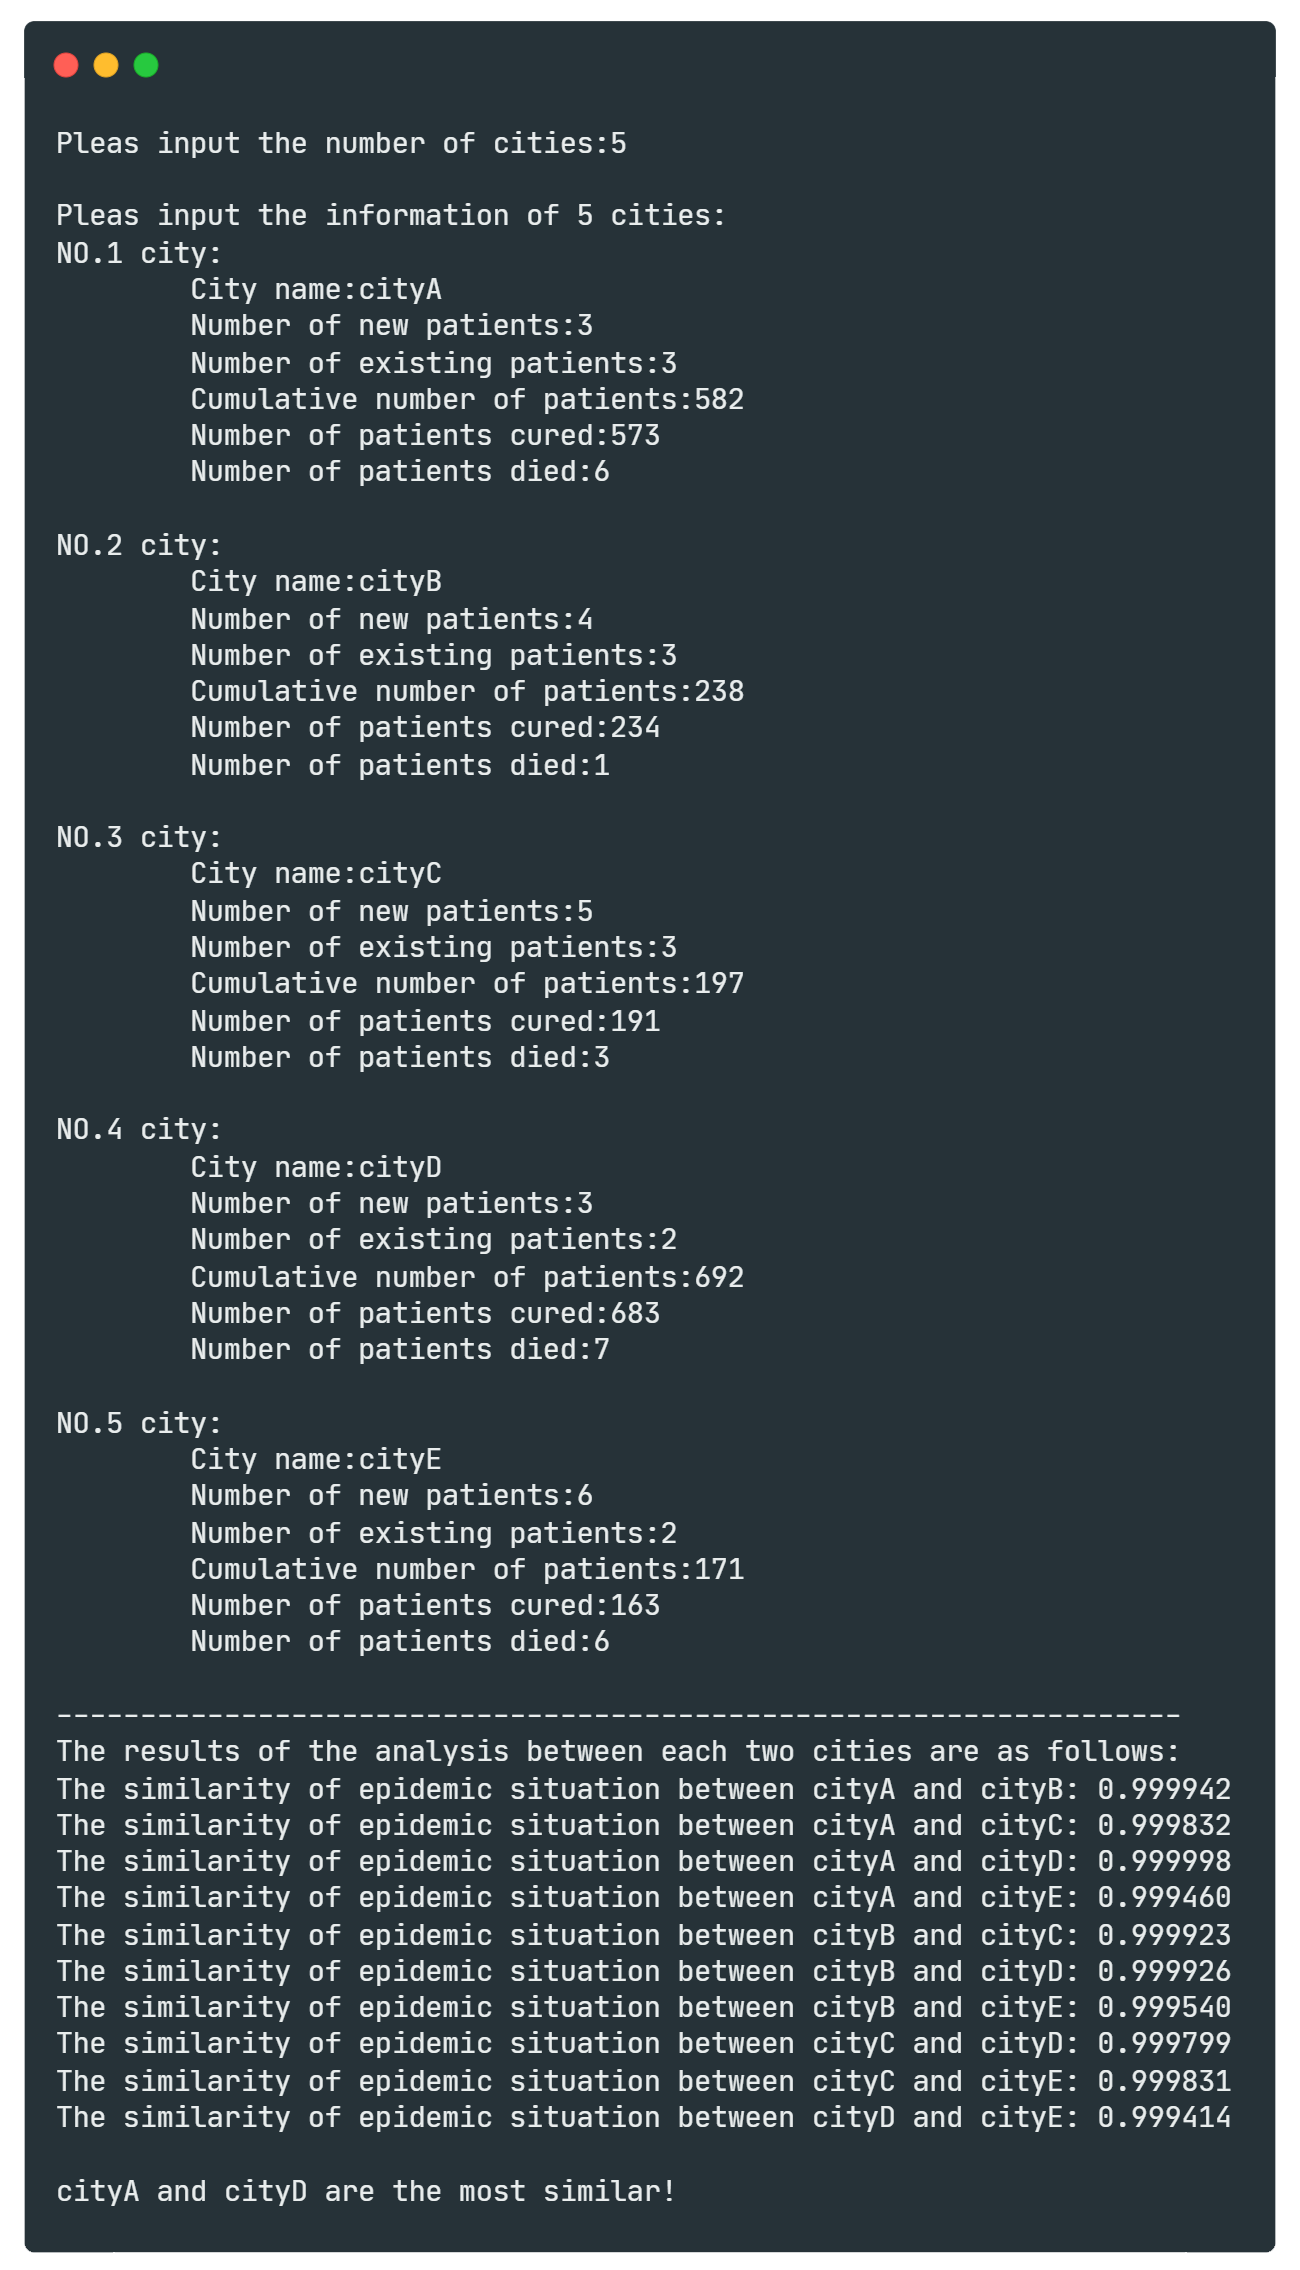 Pleas input the number of cities:5
Pleas input the information of 5 cities:
NO.1 city:
City name:cityA
Number of new patients:3
Number of existing patients:3
Cumulative number of patients:582
Number of patients cured:573
Number of patients died:6
NO.2 city:
City name:cityB
Number of new patients:4
Number of existing patients:3
Cumulative number of patients:238
Number of patients cured:234
Number of patients died:1
NO.3 city:
City name:cityC
Number of new patients:5
Number of existing patients:3
Cumulative number of patients:197
Number of patients cured:191
Number of patients died:3
NO.4 city:
City name:cityD
Number of new patients:3
Number of existing patients:2
Cumulative number of patients:692
Number of patients cured:683
Number of patients died:7
NO.5 city:
City name:cityE
Number of new patients:6
Number of existing patients:2
Cumulative number of patients:171
Number of patients cured:163
Number of patients died:6
-------------------------------------------------------------------
The results of the analysis between each two cities are as follows:
The similarity of epidemic situation between cityA and cityB: 0.999942
The similarity of epidemic situation between cityA and cityC: 0.999832
The similarity of epidemic situation between cityA and cityD: 0.999998
The similarity of epidemic situation between cityA and cityE: 0.999460
The similarity of epidemic situation between cityB and cityC: 0.999923
The similarity of epidemic situation between cityB and cityD: 0.999926
The similarity of epidemic situation between cityB and cityE: 0.999540
The similarity of epidemic situation between cityC and cityD: 0.999799
The similarity of epidemic situation between cityC and cityE: 0.999831
The similarity of epidemic situation between cityD and cityE: 0.999414
cityA and cityD are the most similar!